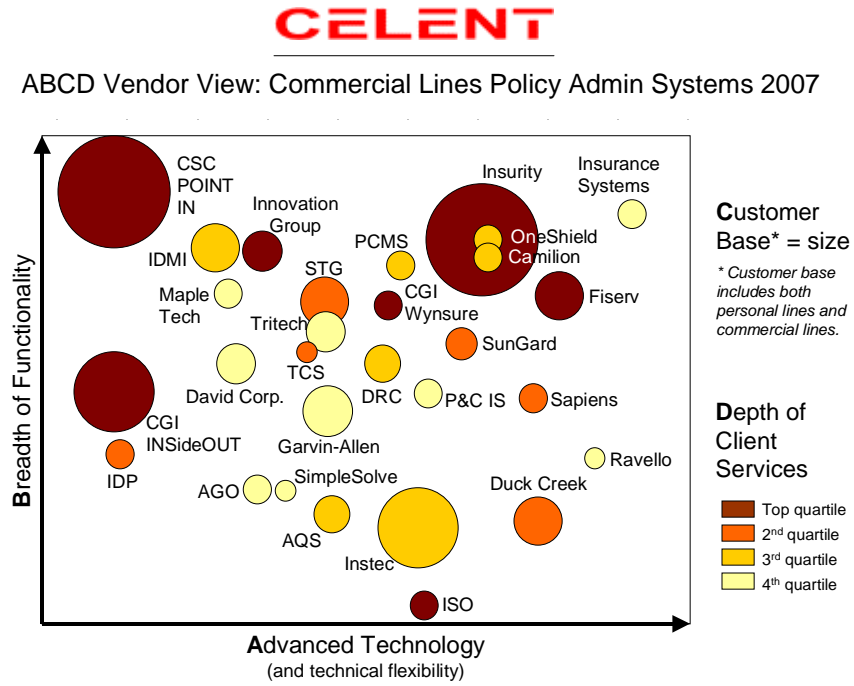 CELENT
ABCD Vendor View: Commercial Lines Policy Admin Systems 2007
CSC
POINT
IN
Innovation
Group
IDMI
Maple
Tech
STG
Tritech
TCS
David Corp.
PCMS
CGI
Wynsure
Insurity
OneShield
Camilion
Insurance
Systems
Fiserv
SunGard
DRC
P&C IS
Sapiens
CGI
INSideOUT
Garvin-Allen
IDP
AGO
SimpleSolve
AQS
Instec
Duck Creek
Ravello
ISO
Breadth of Functionality
Advanced Technology
(and technical flexibility)
Customer
Base* = size
* Customer base
includes both
personal lines and
commercial lines.
Depth of
Client
Services
Top quartile
2nd quartile
3rd quartile
4th quartile